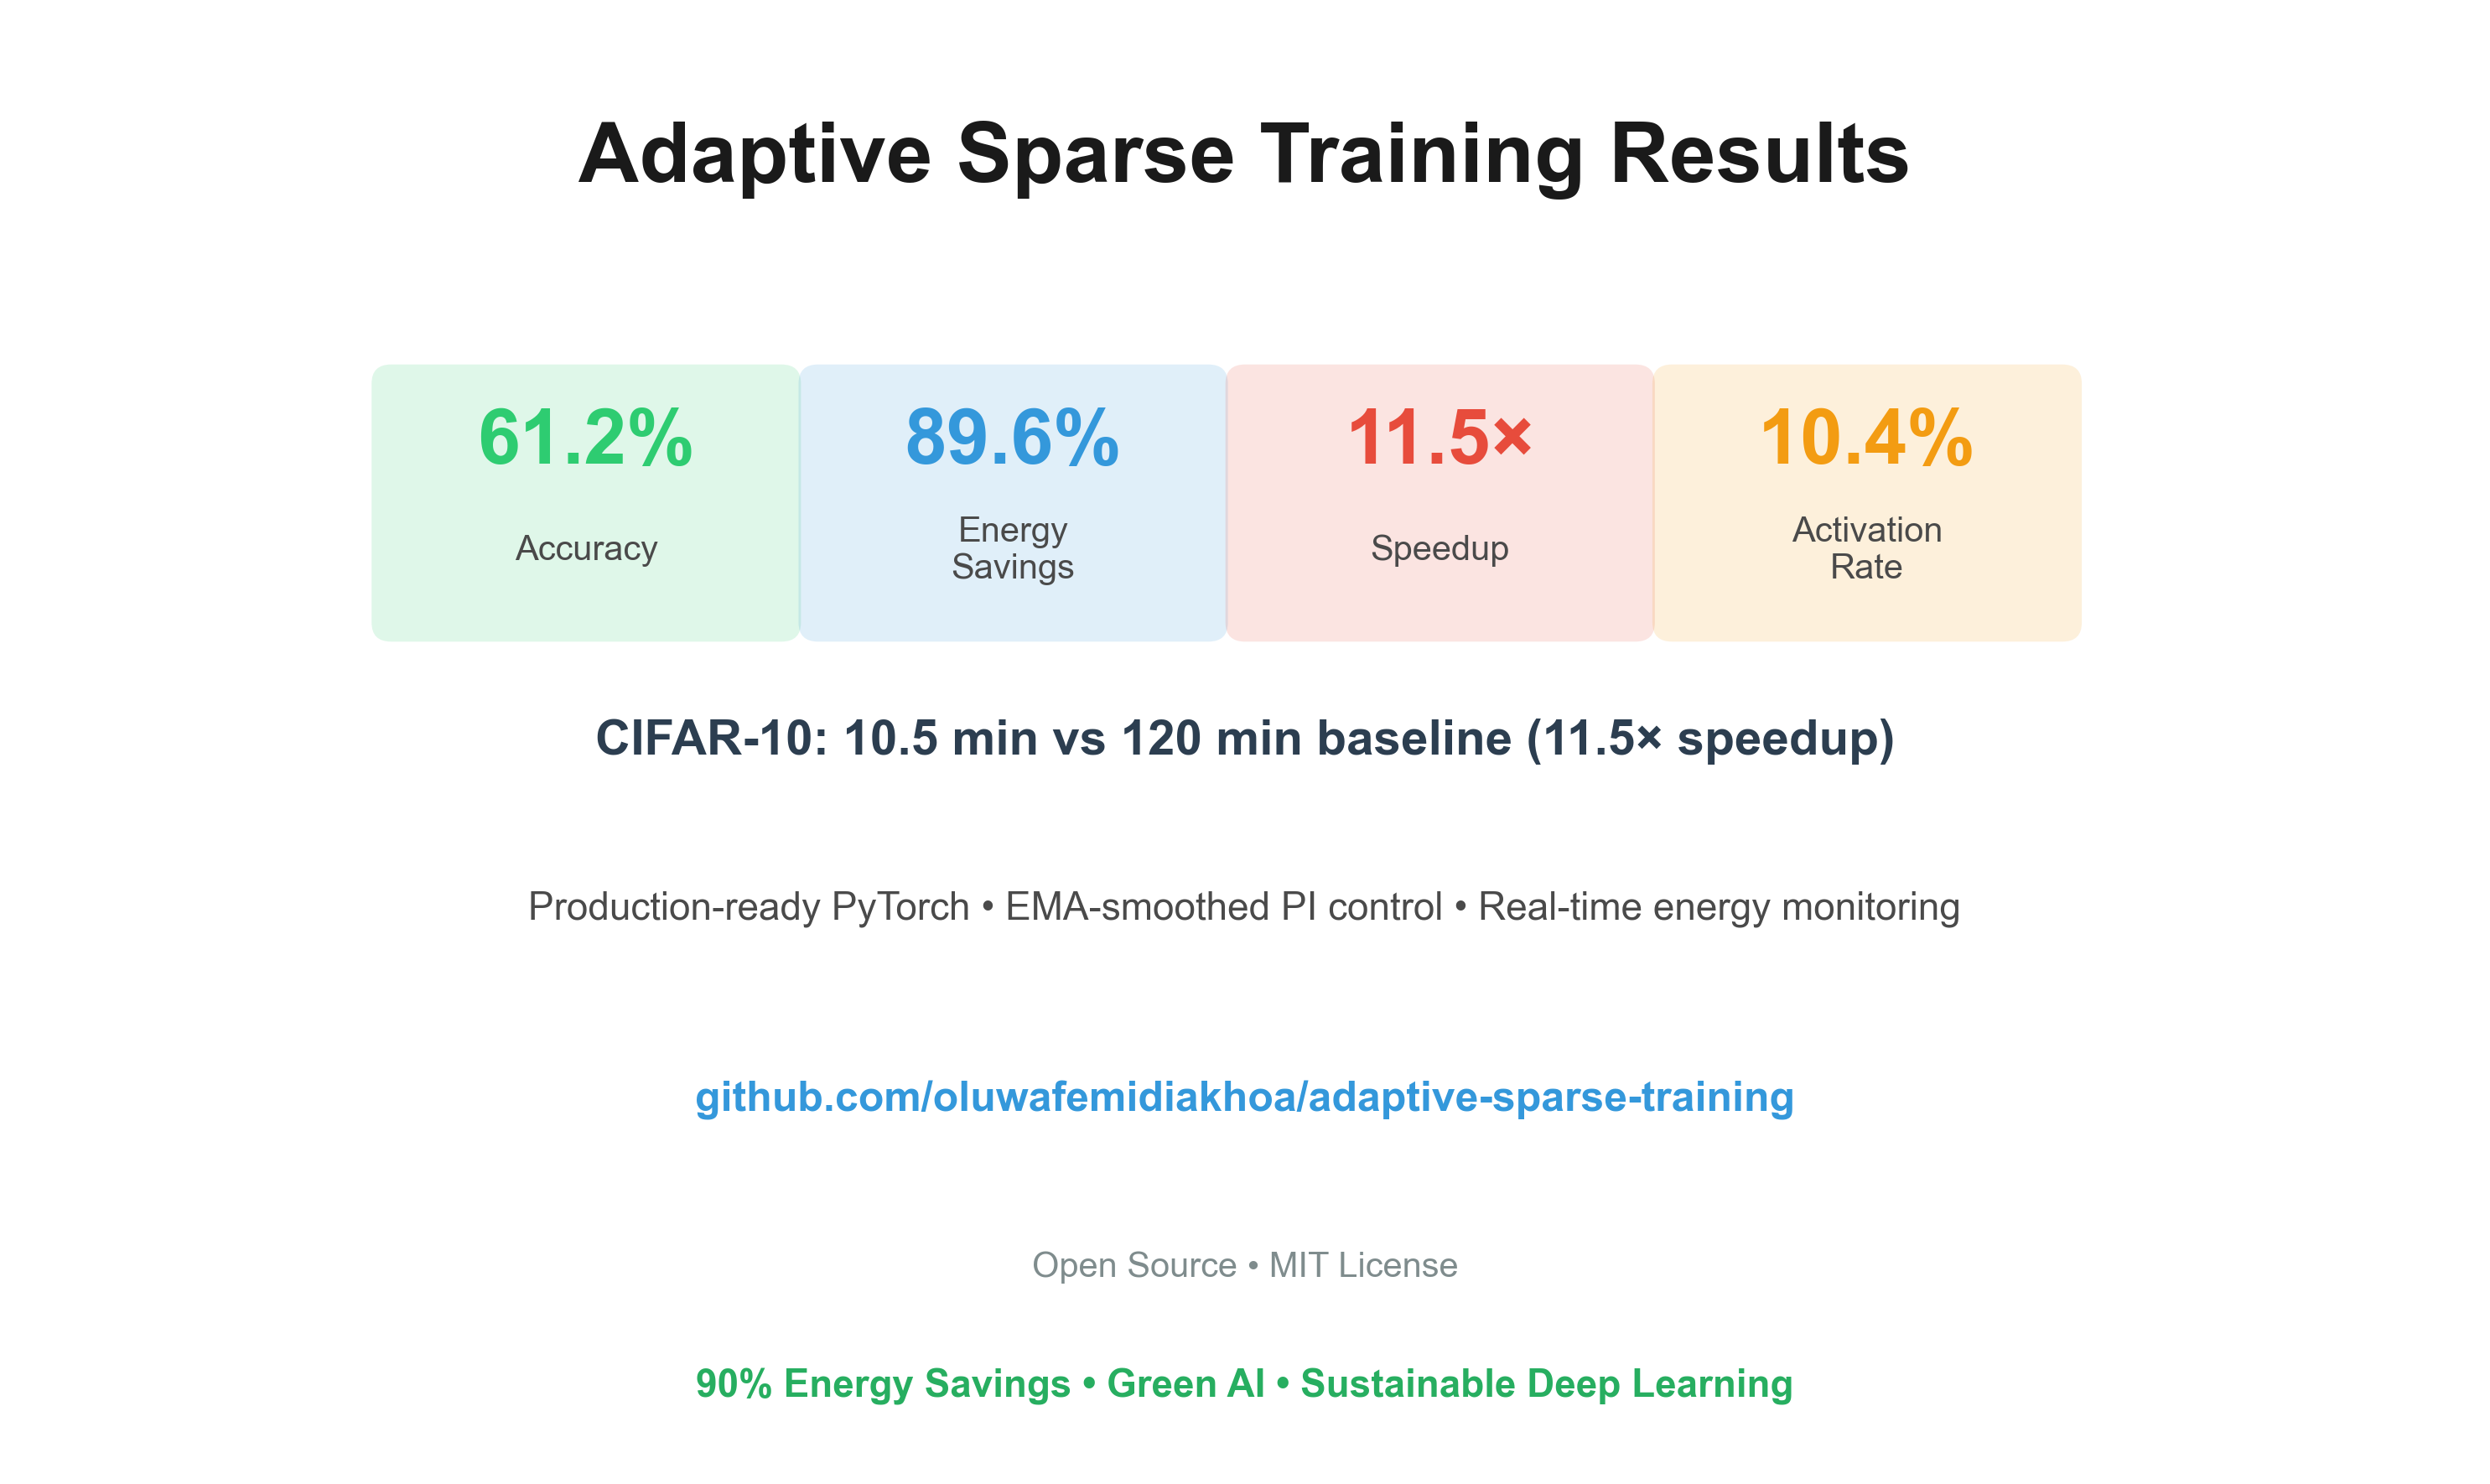 Adaptive Sparse Training Results
61.2%
Accuracy
89.6%
Energy
Savings
11.5×
Speedup
10.4%
Activation
Rate
CIFAR-10: 10.5 min vs 120 min baseline (11.5× speedup)
Production-ready PyTorch • EMA-smoothed PI control • Real-time energy monitoring
github.com/oluwafemidiakhoa/adaptive-sparse-training
Open Source • MIT License
90% Energy Savings • Green AI • Sustainable Deep Learning